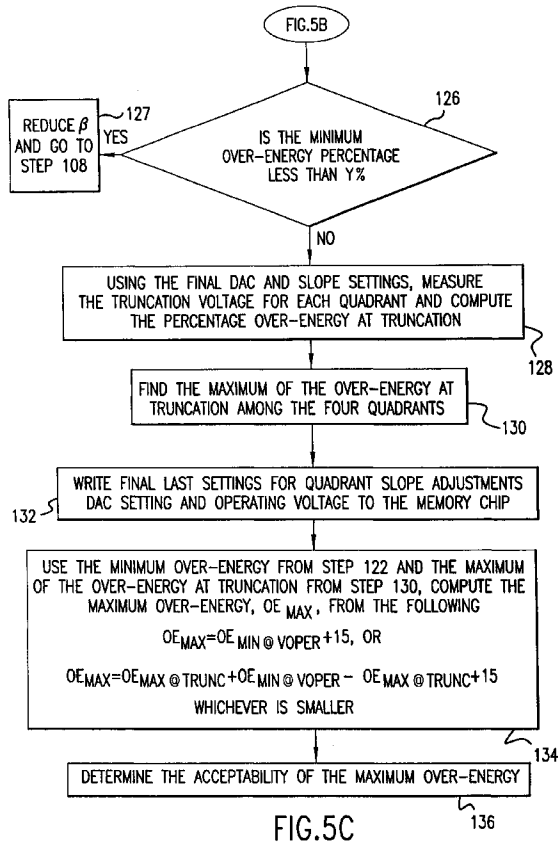 FIG.5B
126
127
REDUCE β
AND GO TO
STEP 108
YES
IS THE MINIMUM
OVER-ENERGY PERCENTAGE
LESS THAN Y%
NO
USING THE FINAL DAC AND SLOPE SETTINGS, MEASURE
THE TRUNCATION VOLTAGE FOR EACH QUADRANT AND COMPUTE
THE PERCENTAGE OVER-ENERGY AT TRUNCATION
128
FIND THE MAXIMUM OF THE OVER-ENERGY AT
TRUNCATION AMONG THE FOUR QUADRANTS
130
WRITE FINAL LAST SETTINGS FOR QUADRANT SLOPE ADJUSTMENTS
DAC SETTING AND OPERATING VOLTAGE TO THE MEMORY CHIP
132
USE THE MINIMUM OVER-ENERGY FROM STEP 122 AND THE MAXIMUM
OF THE OVER-ENERGY AT TRUNCATION FROM STEP 130, COMPUTE THE
MAXIMUM OVER-ENERGY, OE MAX, FROM THE FOLLOWING
OE MAX=OE MIN @ VOPER +15, OR
OE MAX=OE MAX @ TRUNC+OE MIN @ VOPER – OE MAX @ TRUNC+15
WHICHEVER IS SMALLER
134
DETERMINE THE ACCEPTABILITY OF THE MAXIMUM OVER-ENERGY
136
FIG.5C